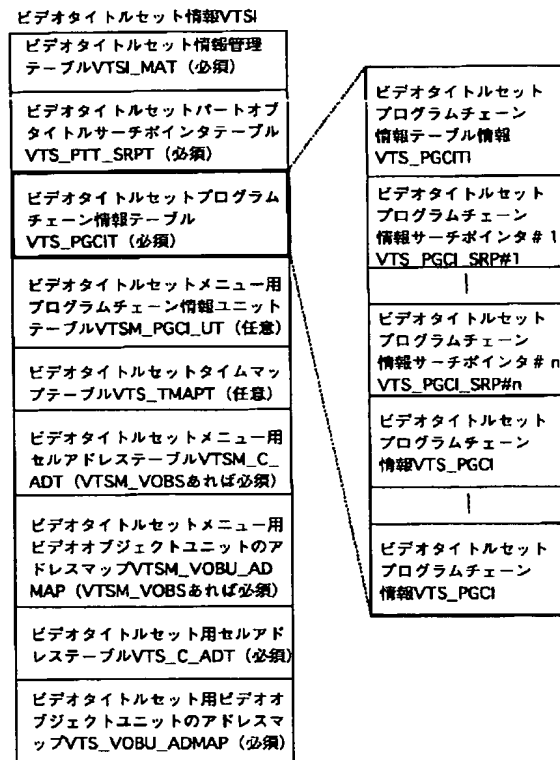 ビデオタイトルセット情報VTSI
ビデオタイトルセット情報管理
テーブルVTSI_MAT（必須）
ビデオタイトルセットパートオブ
タイトルサーチポインタテーブル
VTS_PTT_SRPT（必須）
ビデオタイトルセットプログラム
チェーン情報テーブル
VTS_PGCIT（必須）
ビデオタイトルセットメニュー用
プログラムチェーン情報ユニット
テーブルVTSM_PGCI_UT（任意）
ビデオタイトルセットタイムマッ
プテーブルVTS_TMAPT（任意）
ビデオタイトルセットメニュー用
セルアドレステーブルVTSM_C_
ADT（VTSM_VOBSあれば必須）
ビデオタイトルセットメニュー用
ビデオオブジェクトユニットのア
ドレスマップVTSM_VOBU_AD
MAP（VTSM_VOBSあれば必須）
ビデオタイトルセット用セルアド
レステーブルVTS_C_ADT（必須）
ビデオタイトルセット用ビデオオ
ブジェクトユニットのアドレスマ
ップVTS_VOBU_ADMAP（必須）
ビデオタイトルセット
プログラムチェーン
情報テーブル情報
VTS_PGCITI
ビデオタイトルセット
プログラムチェーン
情報サーチポインタ＃1
VTS_PGCI_SRP#1
ビデオタイトルセット
プログラムチェーン
情報サーチポインタ＃n
VTS_PGCI_SRP#n
ビデオタイトルセット
プログラムチェーン
情報VTS_PGCI
ビデオタイトルセット
プログラムチェーン
情報VTS_PGCI